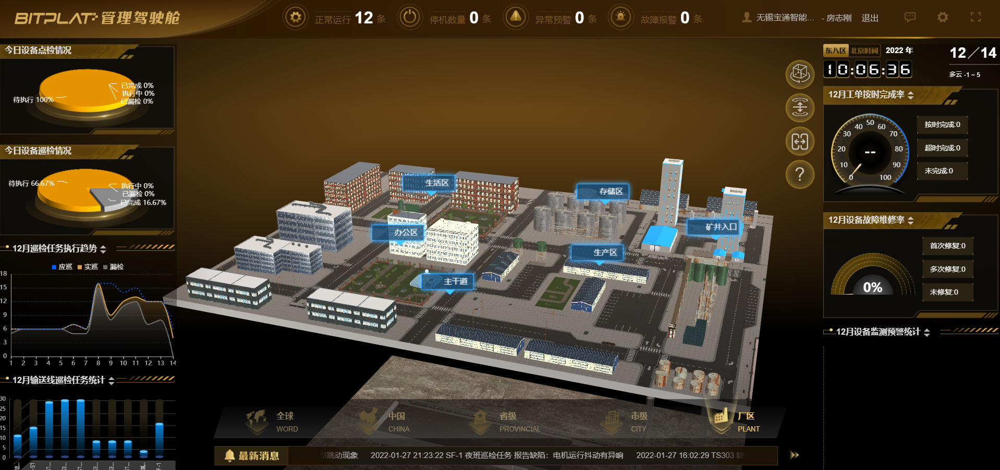 BITPLAT 管理驾驶舱
正常运行 12 条
停机数量 0 条
异常预警 0 条
故障报警 0 条
无锡宝通智能... - 房志刚 退出
今日设备点检情况
已完成 0%
执行中 0%
已漏检 0%
待执行 100%
今日设备巡检情况
待执行 66.67%
执行中 0%
已漏检 0%
已完成 16.67%
12月巡检任务执行趋势
应巡 实巡 漏检
18
15
12
9
6
3
0
1 2 3 4 5 6 7 8 9 10 11 12 13 14
12月输送线巡检任务统计
30
25
20
15
10
5
0
生活区
存储区
矿井入口
办公区
生产区
主干道
?
全球
WORD
中国
CHINA
省级
PROVINCIAL
市级
CITY
厂区
PLANT
最新消息
烈跳动现象 2022-01-27 21:23:22 SF-1 夜班巡检任务 报告缺陷：电机运行抖动有异响 2022-01-27 16:02:29 TS303 缺
东八区 北京时间 2022 年
12/14
10:06:36
多云 -1 ~ 5
12月工单按时完成率
0 10 20 30 40 50 60 70 80 90 100
--
按时完成:0
超时完成:0
未完成:0
12月设备故障维修率
0%
首次修复:0
多次修复:0
未修复:0
12月设备监测预警统计